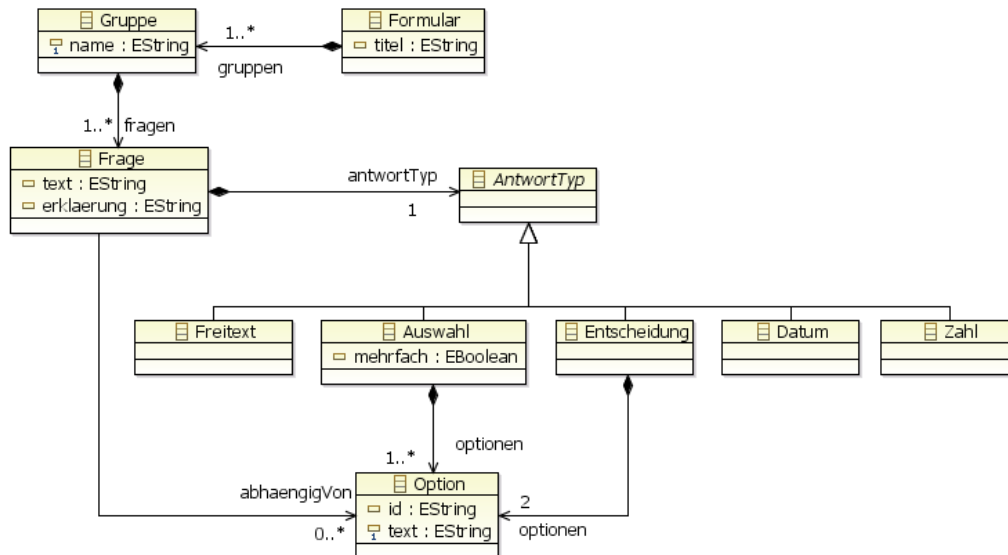 Gruppe
name : EString
Formular
titel : EString
1..*
gruppen
1..* fragen
Frage
text : EString
erklaerung : EString
antwortTyp
1
AntwortTyp
Freitext
Auswahl
mehrfach : EBoolean
Entscheidung
Datum
Zahl
optionen
1..*
abhaengigVon
0..*
Option
id : EString
text : EString
2
optionen